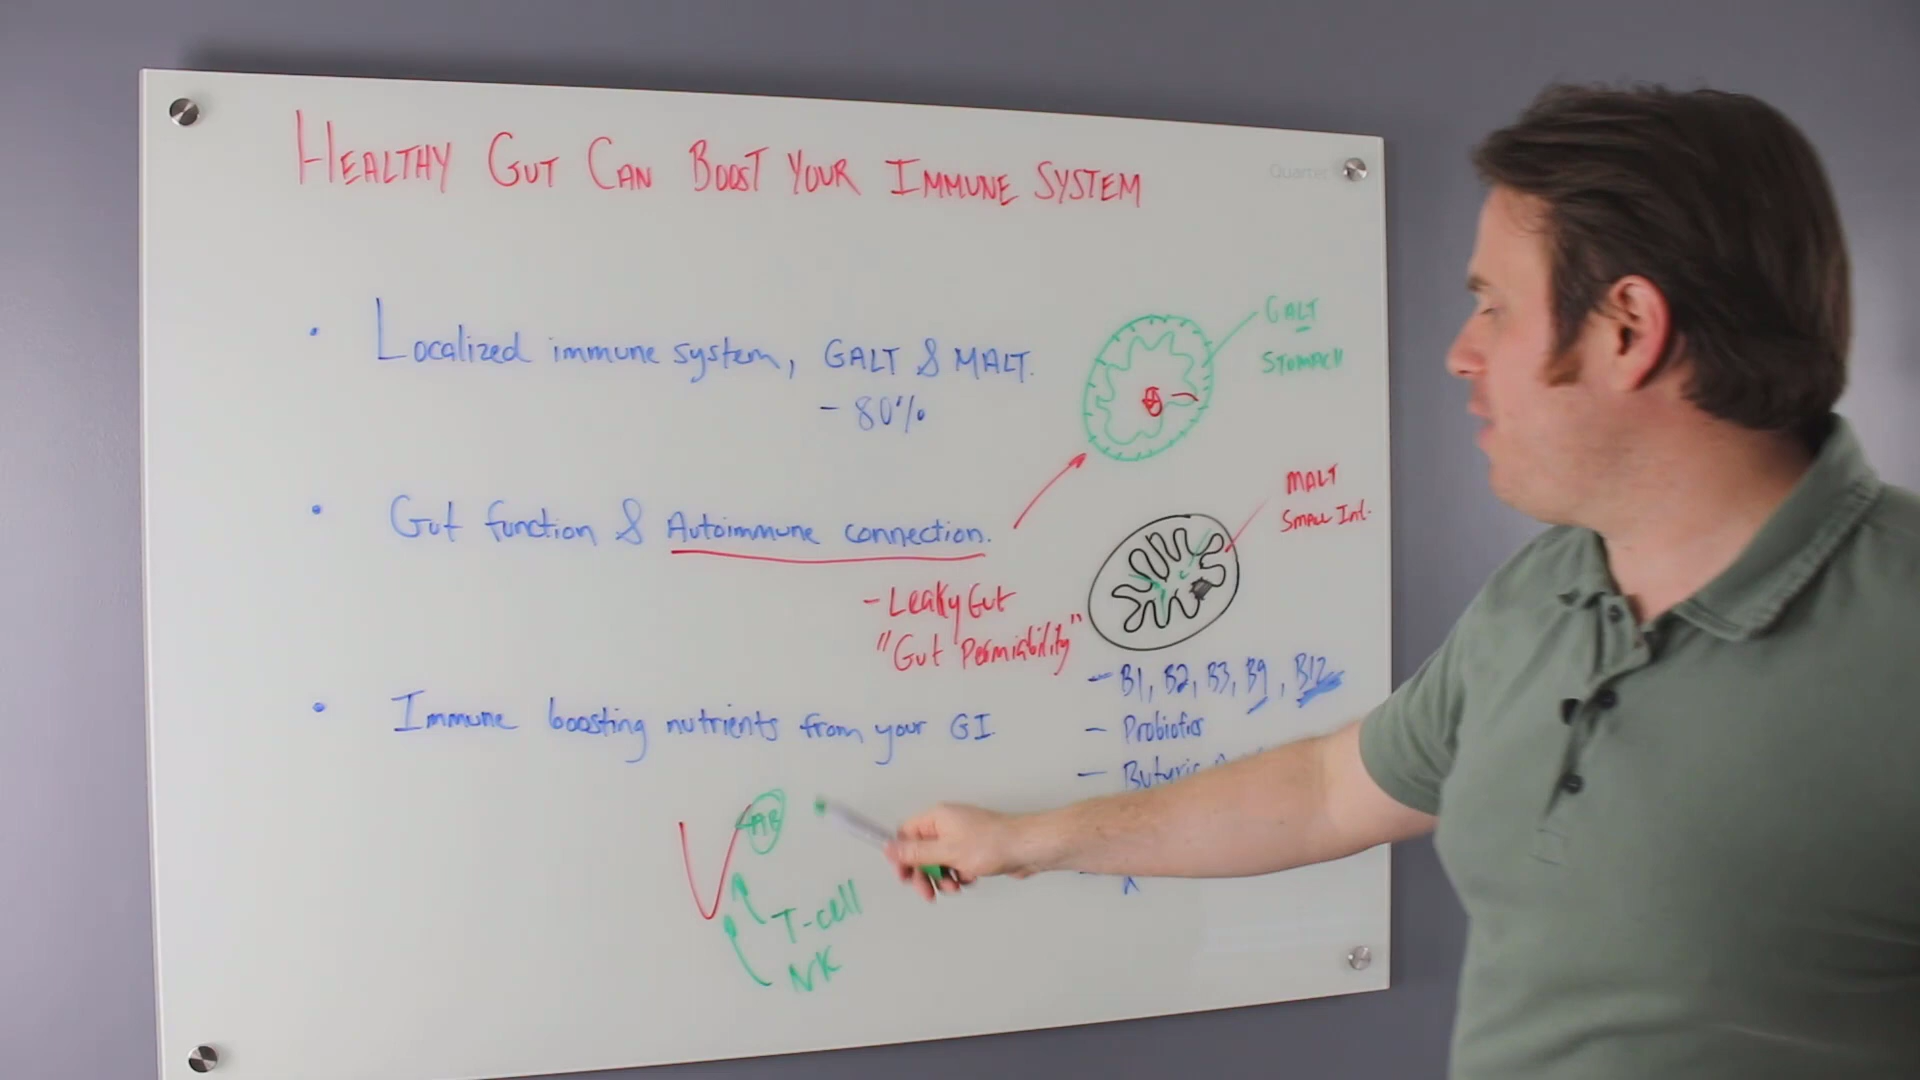 HEALTHY GUT CAN BOOST YOUR IMMUNE SYSTEM
• Localized immune system, GALT & MALT.
- 80%
GALT
STOMACH
• Gut function & Autoimmune connection.
- Leaky Gut
"Gut Permiability"
MALT
Small Int.
• Immune boosting nutrients from your GI
- B1, B2, B3, B9, B12
- Probiotics
- Butyric
AB
T-cell
NK